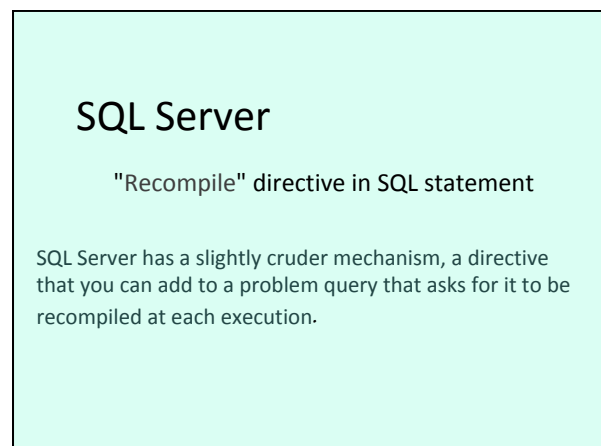 SQL Server
"Recompile" directive in SQL statement
SQL Server has a slightly cruder mechanism, a directive
that you can add to a problem query that asks for it to be
recompiled at each execution.